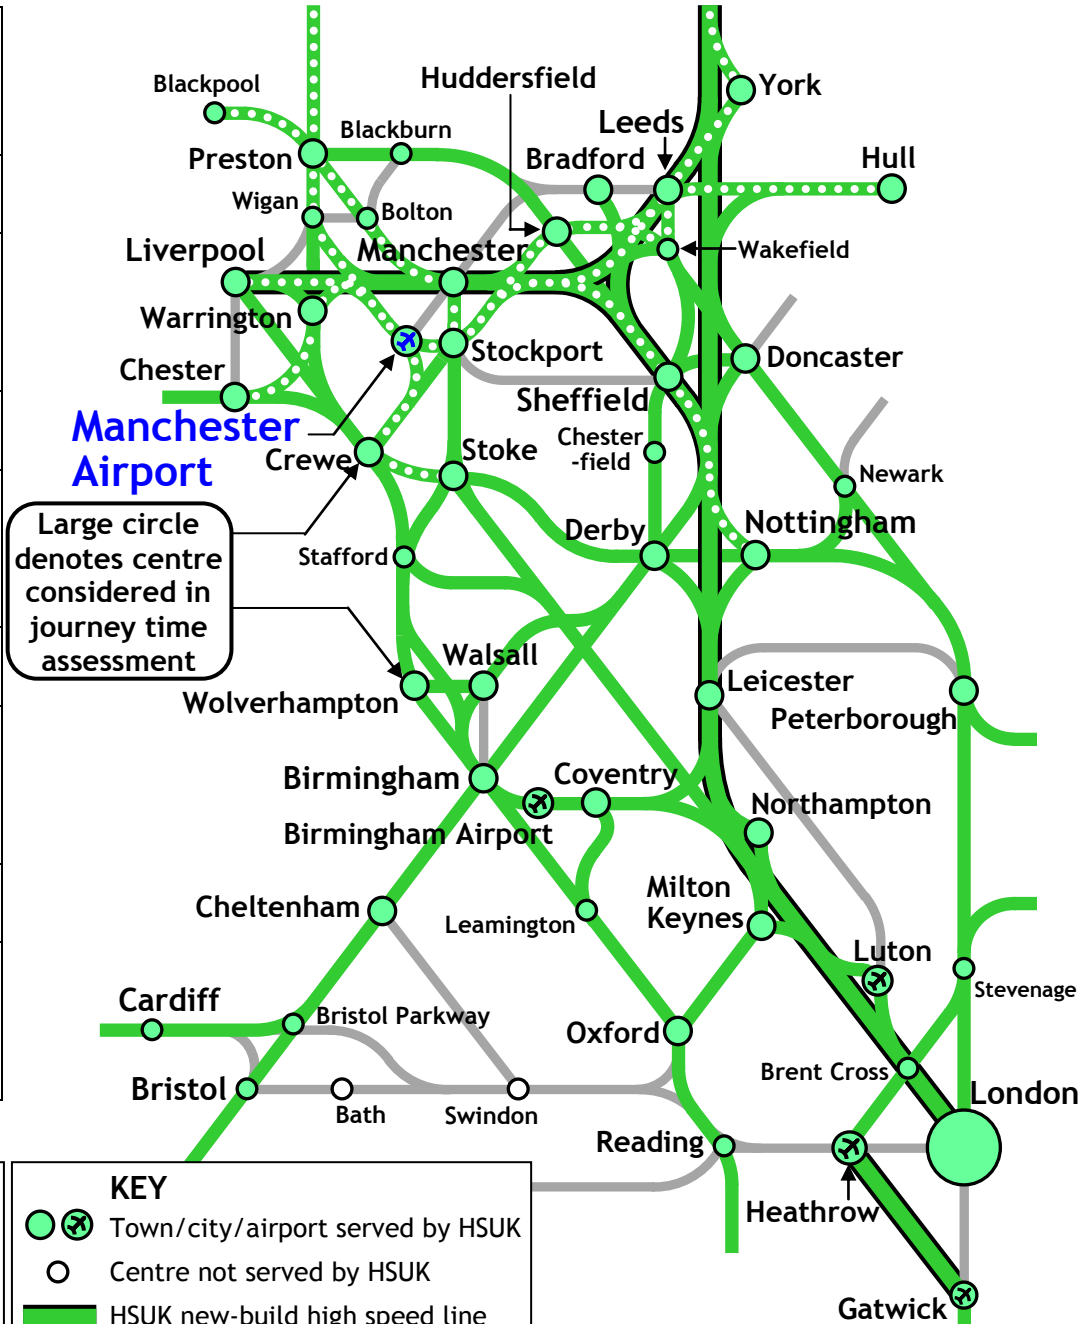 Huddersfield
York
Blackpool
Leeds
Blackburn
Bradford
Hull
Preston
Wigan
Bolton
Liverpool
Manchester
Wakefield
Warrington
Stockport
Doncaster
Chester
Sheffield
Manchester
Airport
Chester
-field
Crewe
Stoke
Newark
Large circle
denotes centre
considered in
journey time
assessment
Derby
Nottingham
Stafford
Walsall
Leicester
Wolverhampton
Peterborough
Birmingham
Coventry
Northampton
Birmingham Airport
Milton
Keynes
Cheltenham
Leamington
Luton
Stevenage
Cardiff
Bristol Parkway
Oxford
Brent Cross
London
Bristol
Bath
Swindon
Reading
Heathrow
KEY
Town/city/airport served by HSUK
Centre not served by HSUK
HSUK new-build high speed line
Gatwick